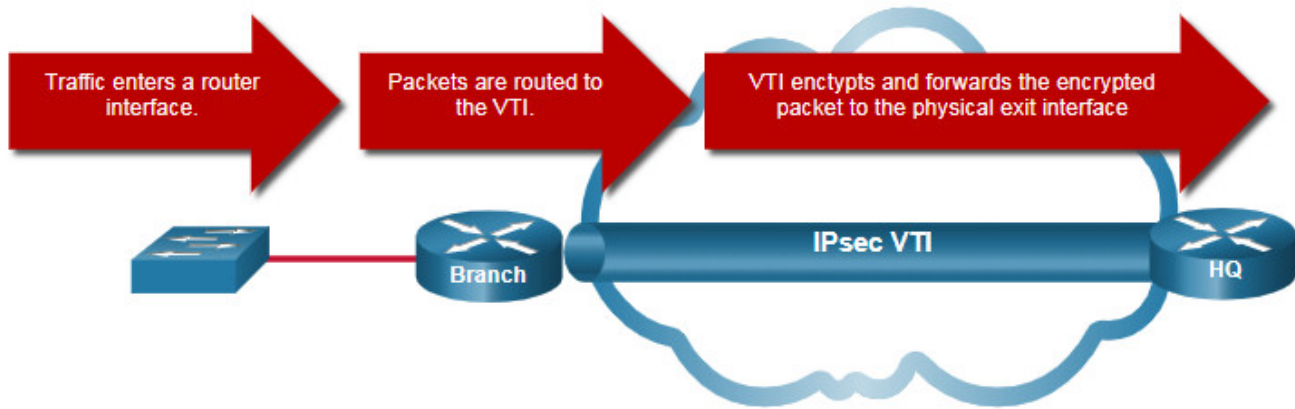 Traffic enters a router
interface.
Packets are routed to
the VTI.
VTI enctypts and forwards the encrypted
packet to the physical exit interface
IPsec VTI
Branch
HQ